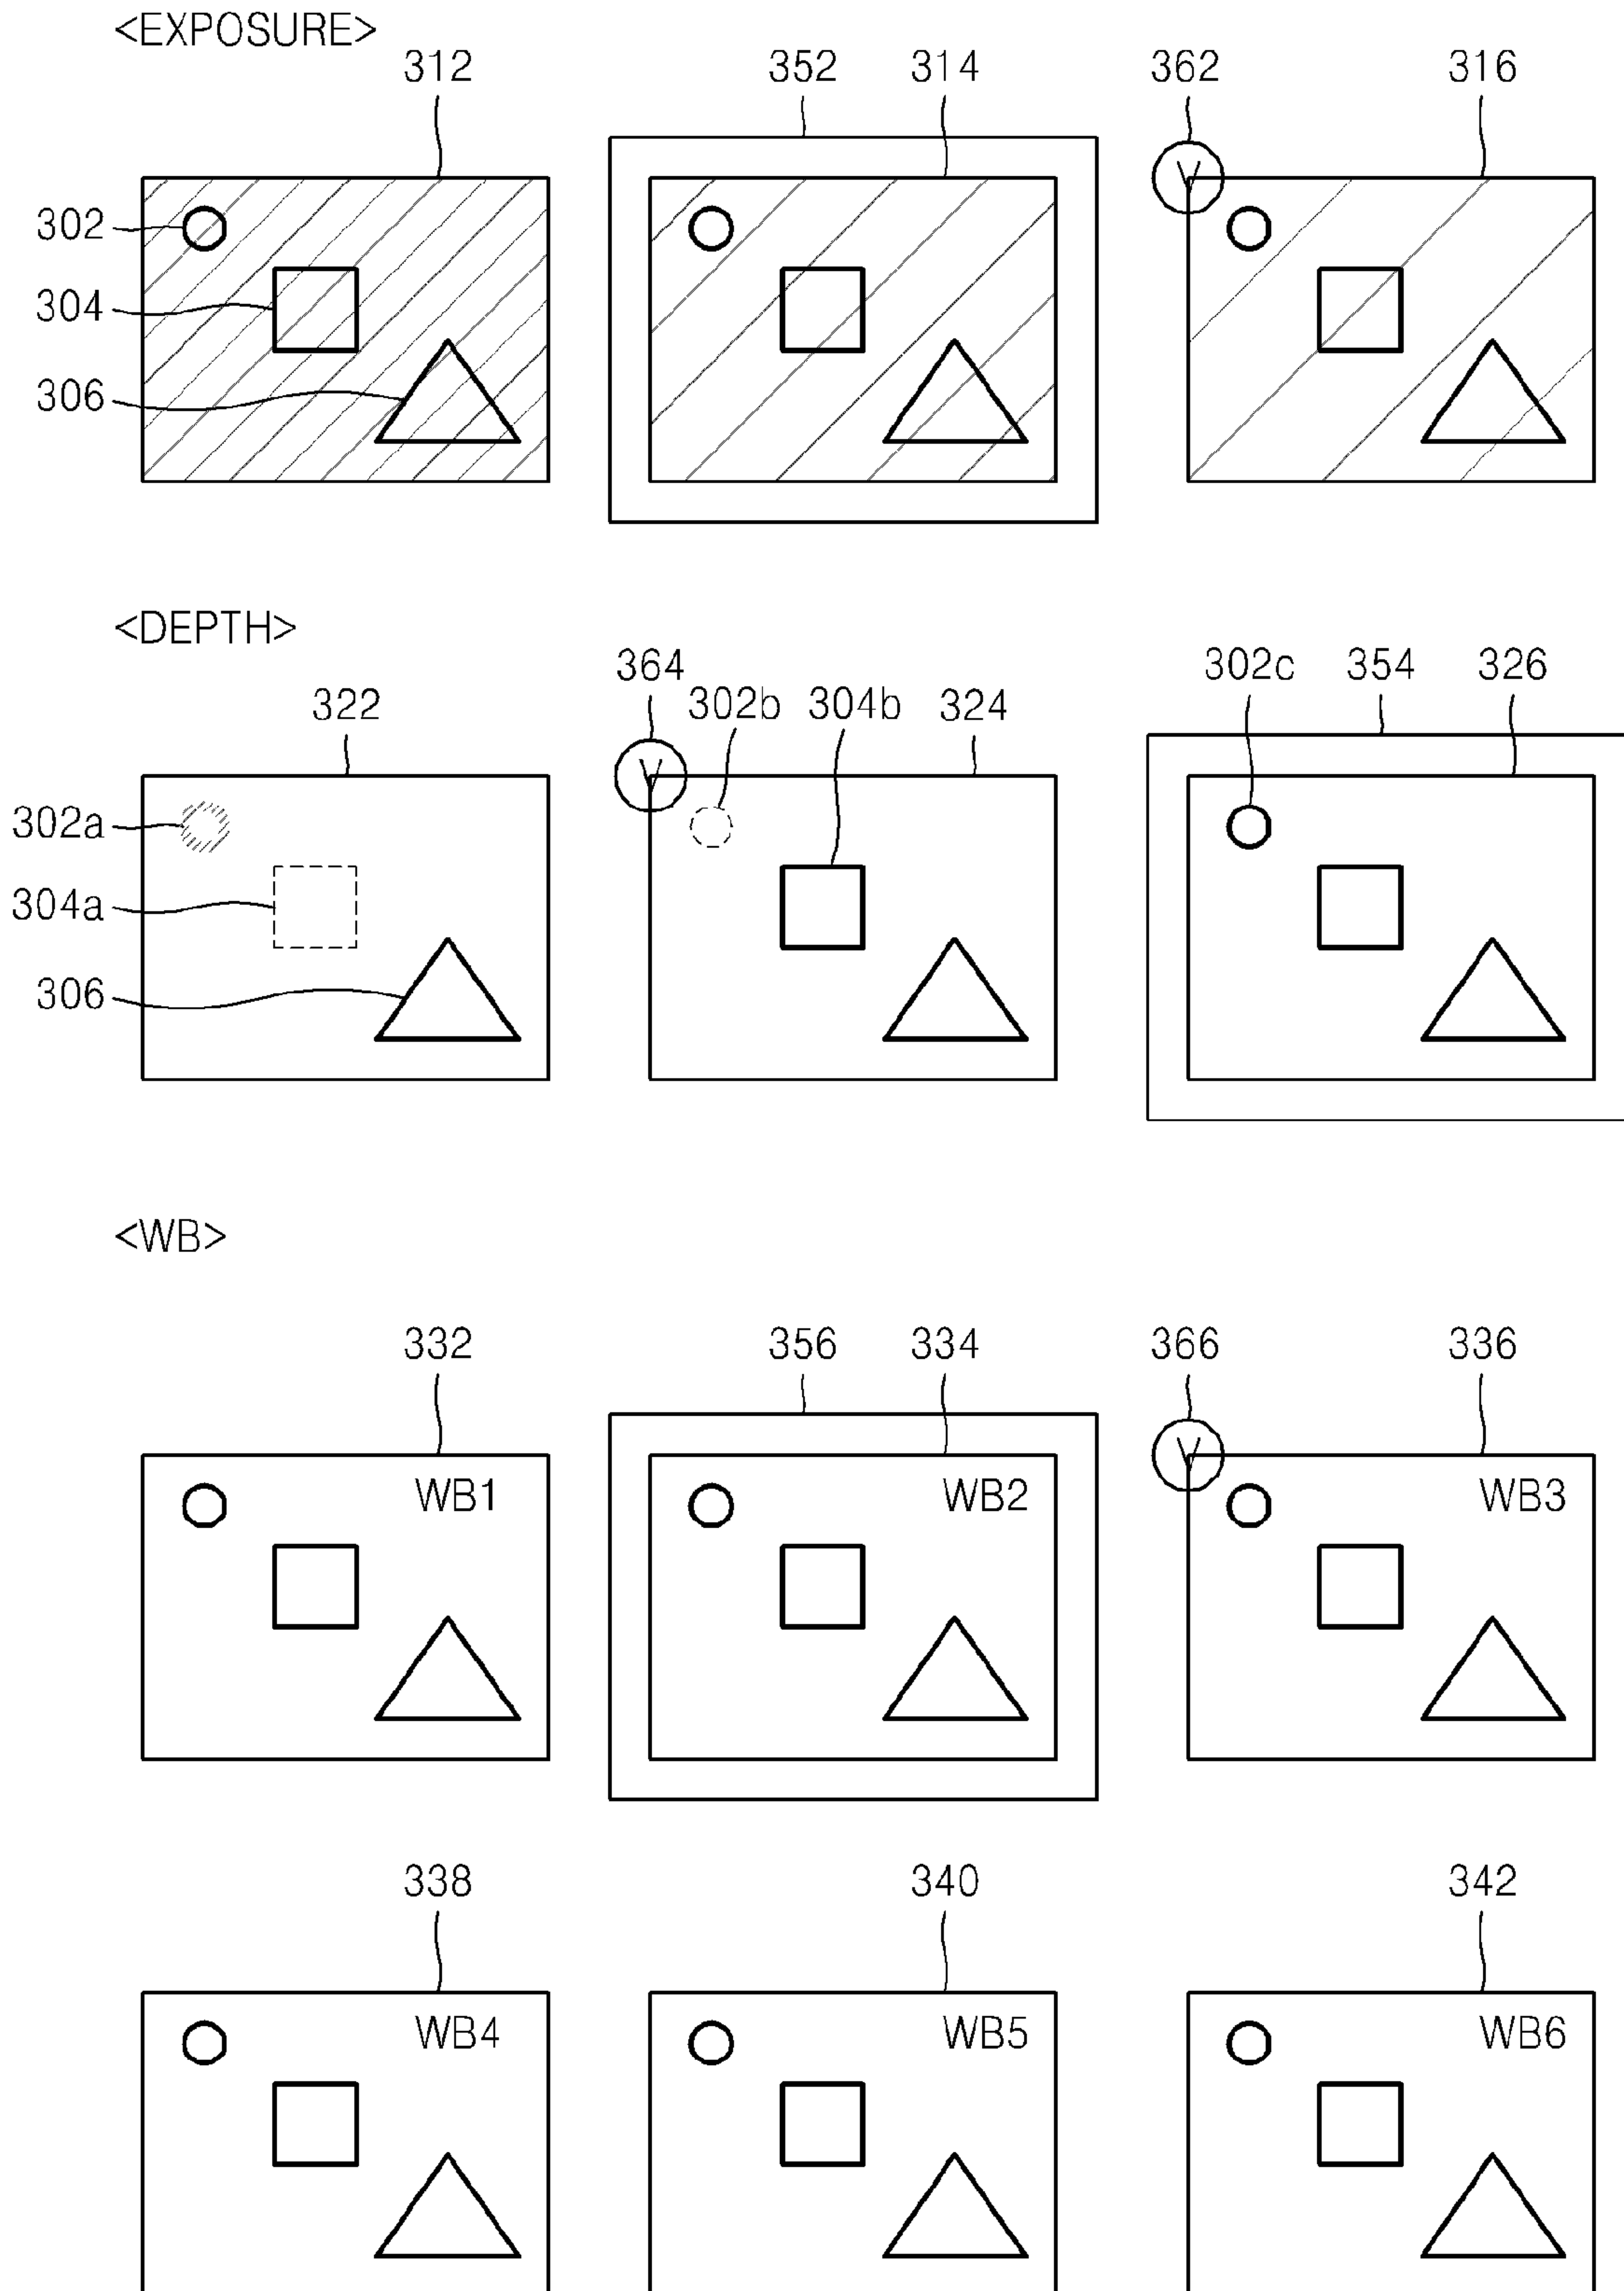 <EXPOSURE>
312 352 314 362 316
V
302
304
306
<DEPTH>
322 364 302b 304b 324 302c 354 326
V
302a
304a
306
<WB>
332 356 334 366 336
V
WB1 WB2 WB3
338 340 342
WB4 WB5 WB6